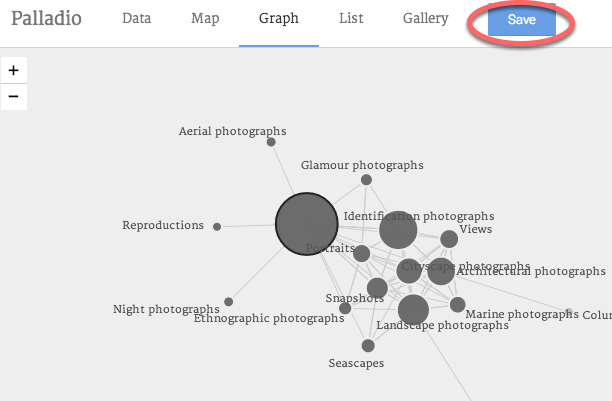 Palladio
Data
Map
Graph
List
Gallery
Save
+
−
Aerial photographs
Glamour photographs
Identification photographs
Reproductions
Views
Portraits
Cityscape photographs
Architectural photographs
Snapshots
Night photographs
Ethnographic photographs
Marine photographs
Colum
Landscape photographs
Seascapes